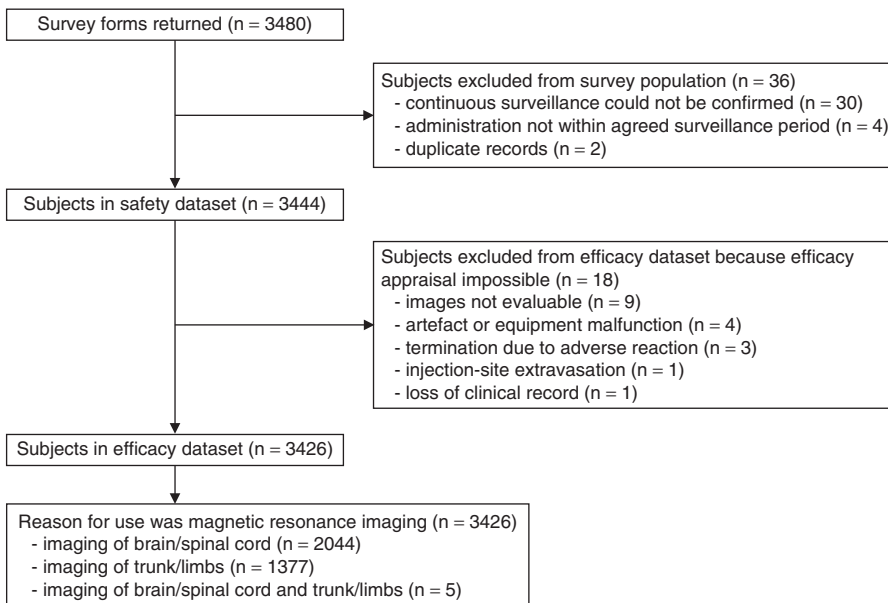 Survey forms returned (n = 3480)
Subjects excluded from survey population (n = 36)
- continuous surveillance could not be confirmed (n = 30)
- administration not within agreed surveillance period (n = 4)
- duplicate records (n = 2)
Subjects in safety dataset (n = 3444)
Subjects excluded from efficacy dataset because efficacy
appraisal impossible (n = 18)
- images not evaluable (n = 9)
- artefact or equipment malfunction (n = 4)
- termination due to adverse reaction (n = 3)
- injection-site extravasation (n = 1)
- loss of clinical record (n = 1)
Subjects in efficacy dataset (n = 3426)
Reason for use was magnetic resonance imaging (n = 3426)
- imaging of brain/spinal cord (n = 2044)
- imaging of trunk/limbs (n = 1377)
- imaging of brain/spinal cord and trunk/limbs (n = 5)